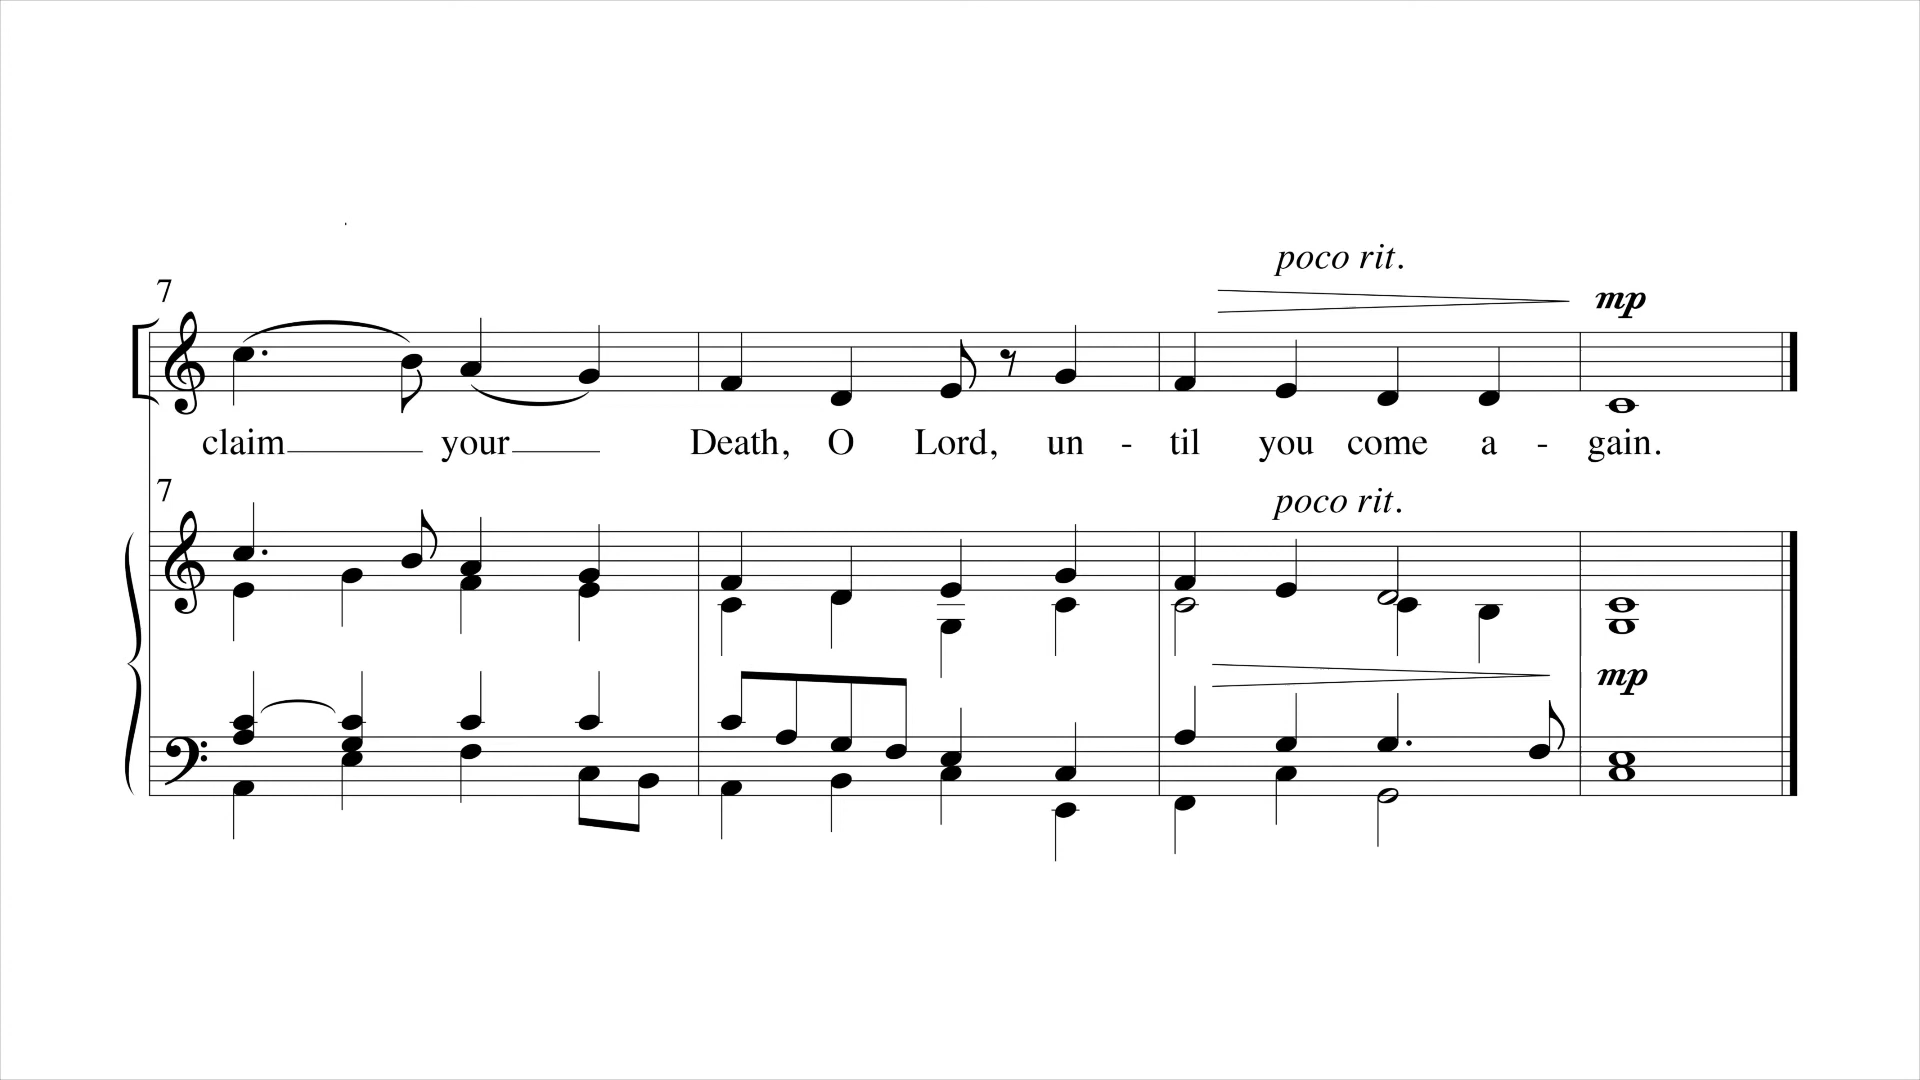 poco rit.
7 mp
claim your Death, O Lord, un - til you come a - gain.
7 poco rit.
mp